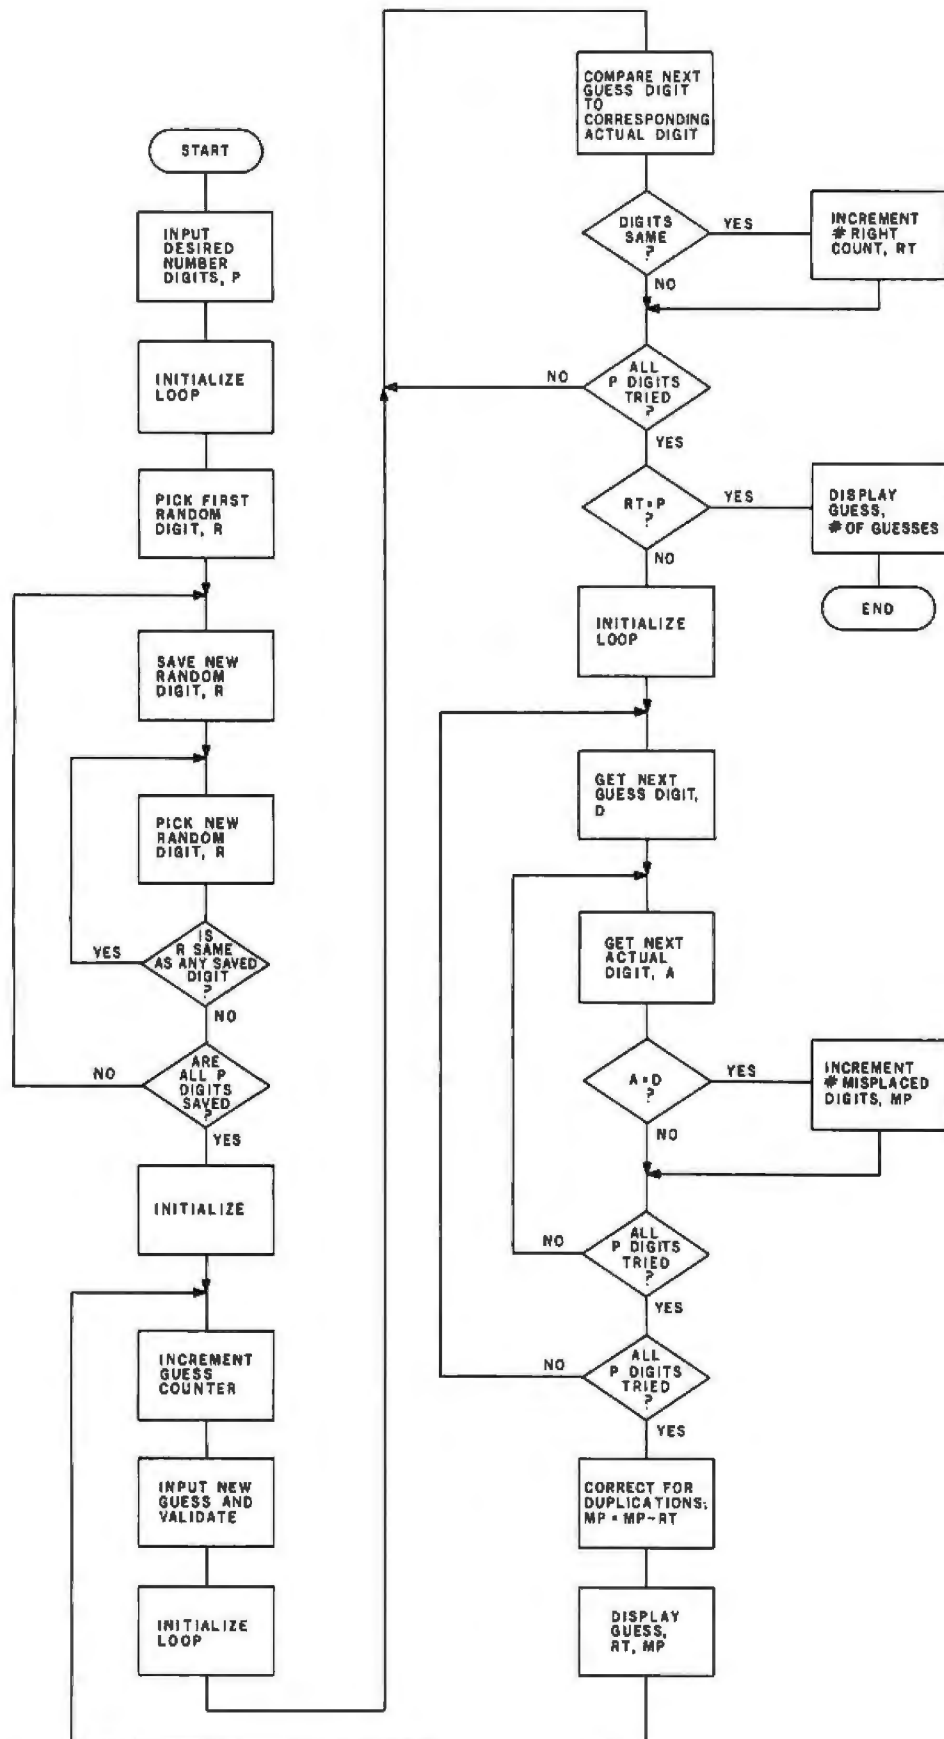 START
INPUT
DESIRED
NUMBER
DIGITS, P
INITIALIZE
LOOP
PICK FIRST
RANDOM
DIGIT, R
SAVE NEW
RANDOM
DIGIT, R
PICK NEW
RANDOM
DIGIT, R
IS
R SAME
AS ANY SAVED
DIGIT
?
YES
NO
ARE
ALL P
DIGITS
SAVED
?
NO
YES
INITIALIZE
INCREMENT
GUESS
COUNTER
INPUT NEW
GUESS AND
VALIDATE
INITIALIZE
LOOP
COMPARE NEXT
GUESS DIGIT
TO
CORRESPONDING
ACTUAL DIGIT
DIGITS
SAME
?
YES
NO
INCREMENT
# RIGHT
COUNT, RT
ALL
P DIGITS
TRIED
?
NO
YES
RT=P
?
YES
NO
DISPLAY
GUESS,
# OF GUESSES
END
INITIALIZE
LOOP
GET NEXT
GUESS DIGIT,
D
GET NEXT
ACTUAL
DIGIT, A
A=D
?
YES
NO
INCREMENT
# MISPLACED
DIGITS, MP
ALL
P DIGITS
TRIED
?
NO
YES
ALL
P DIGITS
TRIED
?
NO
YES
CORRECT FOR
DUPLICATIONS;
MP=MP-RT
DISPLAY
GUESS,
RT, MP